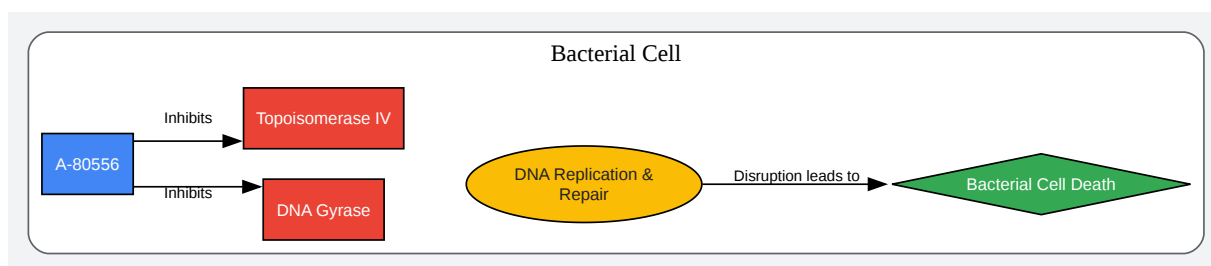 Bacterial Cell
Inhibits
Topoisomerase IV
A-80556
Inhibits
DNA Gyrase
DNA Replication &
Repair
Disruption leads to
Bacterial Cell Death